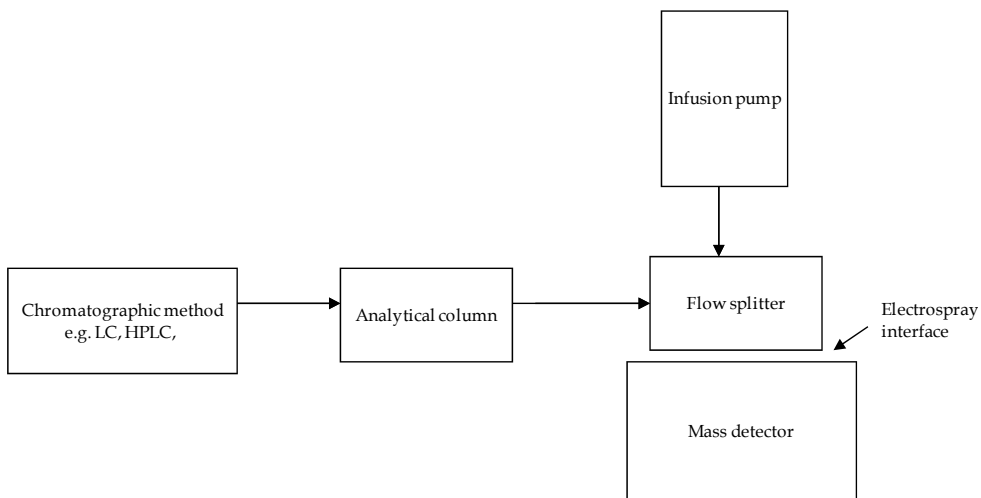 Infusion pump
Chromatographic method
e.g. LC, HPLC,
Analytical column
Flow splitter
Electrospray
interface
Mass detector